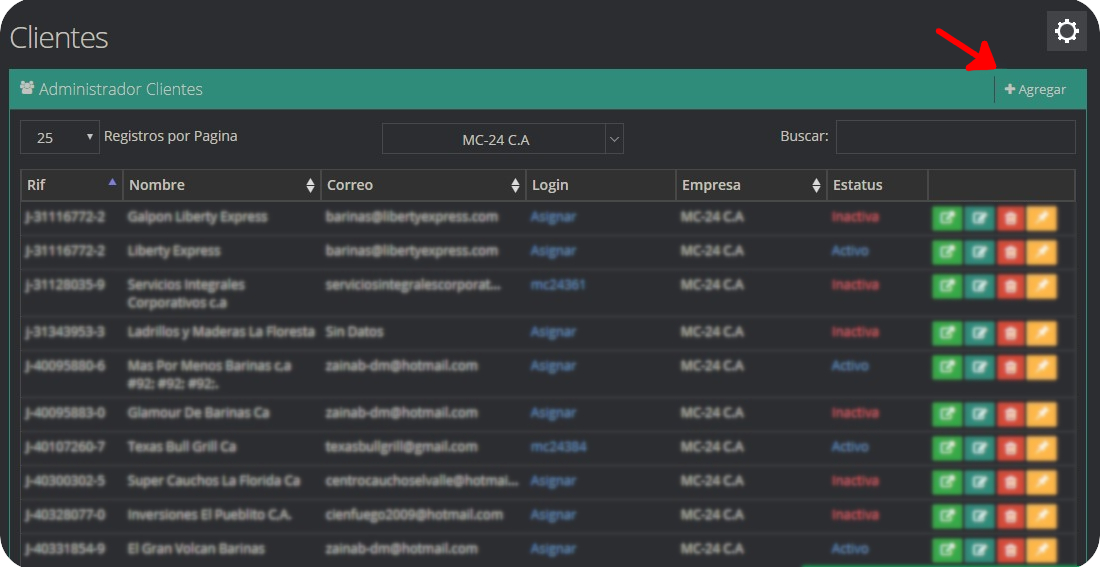 Clientes
Administrador Clientes
Agregar
25 Registros por Pagina MC-24 C.A Buscar:
Rif Nombre Correo Login Empresa Estatus
J-31116772-2 Galpon Liberty Express barinas@libertyexpress.com Asignar MC-24 C.A Inactiva
J-31116772-2 Liberty Express barinas@libertyexpress.com Asignar MC-24 C.A Activo
j-31128035-9 Servicios Integrales serviciosintegralescorporat... mc24361 MC-24 C.A Inactiva
Corporativos c.a
J-31343953-3 Ladrillos y Maderas La Floresta Sin Datos Asignar MC-24 C.A Inactiva
J-40095880-6 Mas Por Menos Barinas c.a zainab-dm@hotmail.com Asignar MC-24 C.A Activo
#92; #92; #92;.
J-40095883-0 Glamour De Barinas Ca zainab-dm@hotmail.com Asignar MC-24 C.A Inactiva
J-40107260-7 Texas Bull Grill Ca texasbullgrill@gmail.com mc24384 MC-24 C.A Activo
J-40300302-5 Super Cauchos La Florida Ca centrocauchoselvalle@hotmai... Asignar MC-24 C.A Inactiva
J-40328077-0 Inversiones El Pueblito C.A. cienfuego2009@hotmail.com Asignar MC-24 C.A Inactiva
J-40331854-9 El Gran Volcan Barinas zainab-dm@hotmail.com Asignar MC-24 C.A Activo